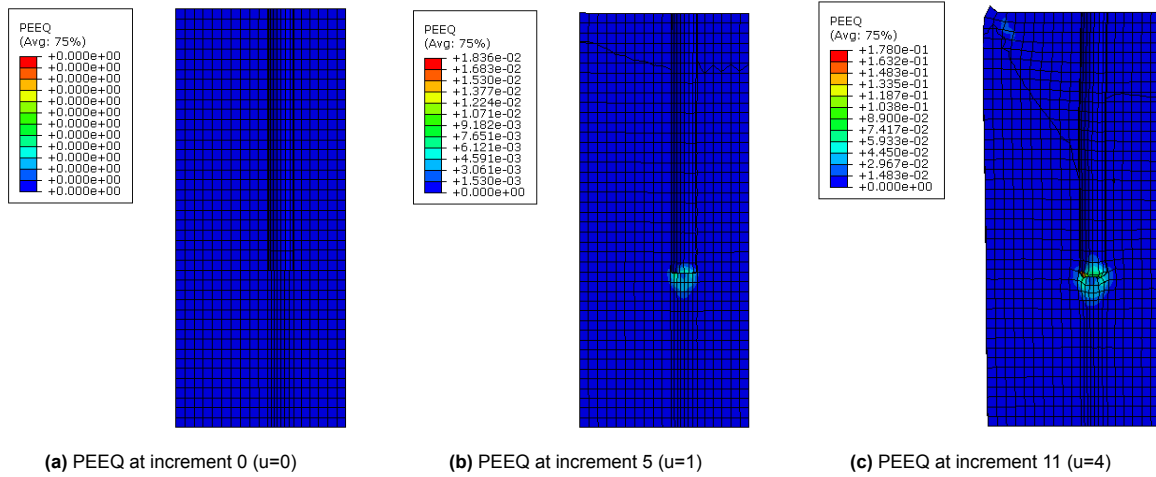 PEEQ
(Avg: 75%)
+0.000e+00
+0.000e+00
+0.000e+00
+0.000e+00
+0.000e+00
+0.000e+00
+0.000e+00
+0.000e+00
+0.000e+00
+0.000e+00
+0.000e+00
+0.000e+00
+0.000e+00
PEEQ
(Avg: 75%)
+1.836e-02
+1.683e-02
+1.530e-02
+1.377e-02
+1.224e-02
+1.071e-02
+9.182e-03
+7.651e-03
+6.121e-03
+4.591e-03
+3.061e-03
+1.530e-03
+0.000e+00
PEEQ
(Avg: 75%)
+1.780e-01
+1.632e-01
+1.483e-01
+1.335e-01
+1.187e-01
+1.038e-01
+8.900e-02
+7.417e-02
+5.933e-02
+4.450e-02
+2.967e-02
+1.483e-02
+0.000e+00
(a) PEEQ at increment 0 (u=0)
(b) PEEQ at increment 5 (u=1)
(c) PEEQ at increment 11 (u=4)